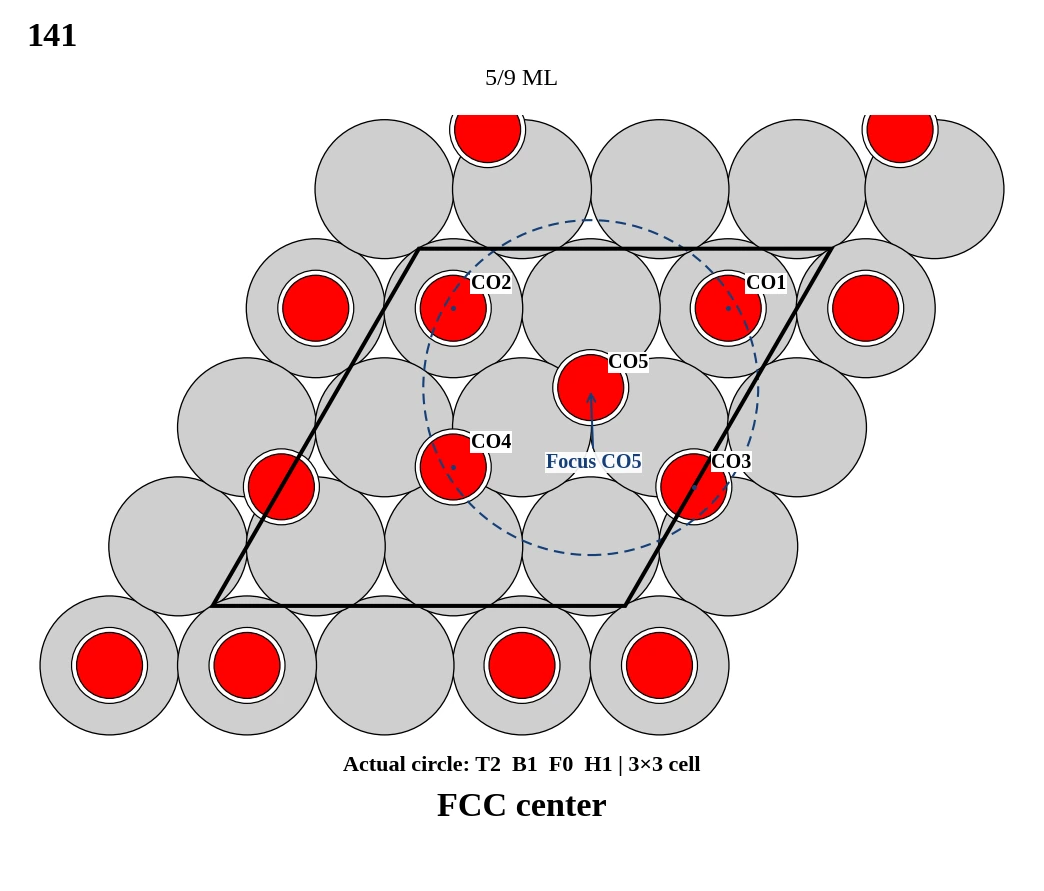 141
5/9 ML
CO2
CO1
CO5
CO4
Focus CO5
CO3
Actual circle: T2 B1 F0 H1 | 3×3 cell
FCC center